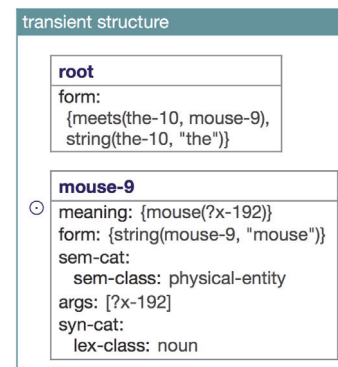 transient structure
root
form:
{meets(the-10, mouse-9),
string(the-10, "the")}
mouse-9
meaning: {mouse(?x-192)}
form: {string(mouse-9, "mouse")}
sem-cat:
sem-class: physical-entity
args: [?x-192]
syn-cat:
lex-class: noun